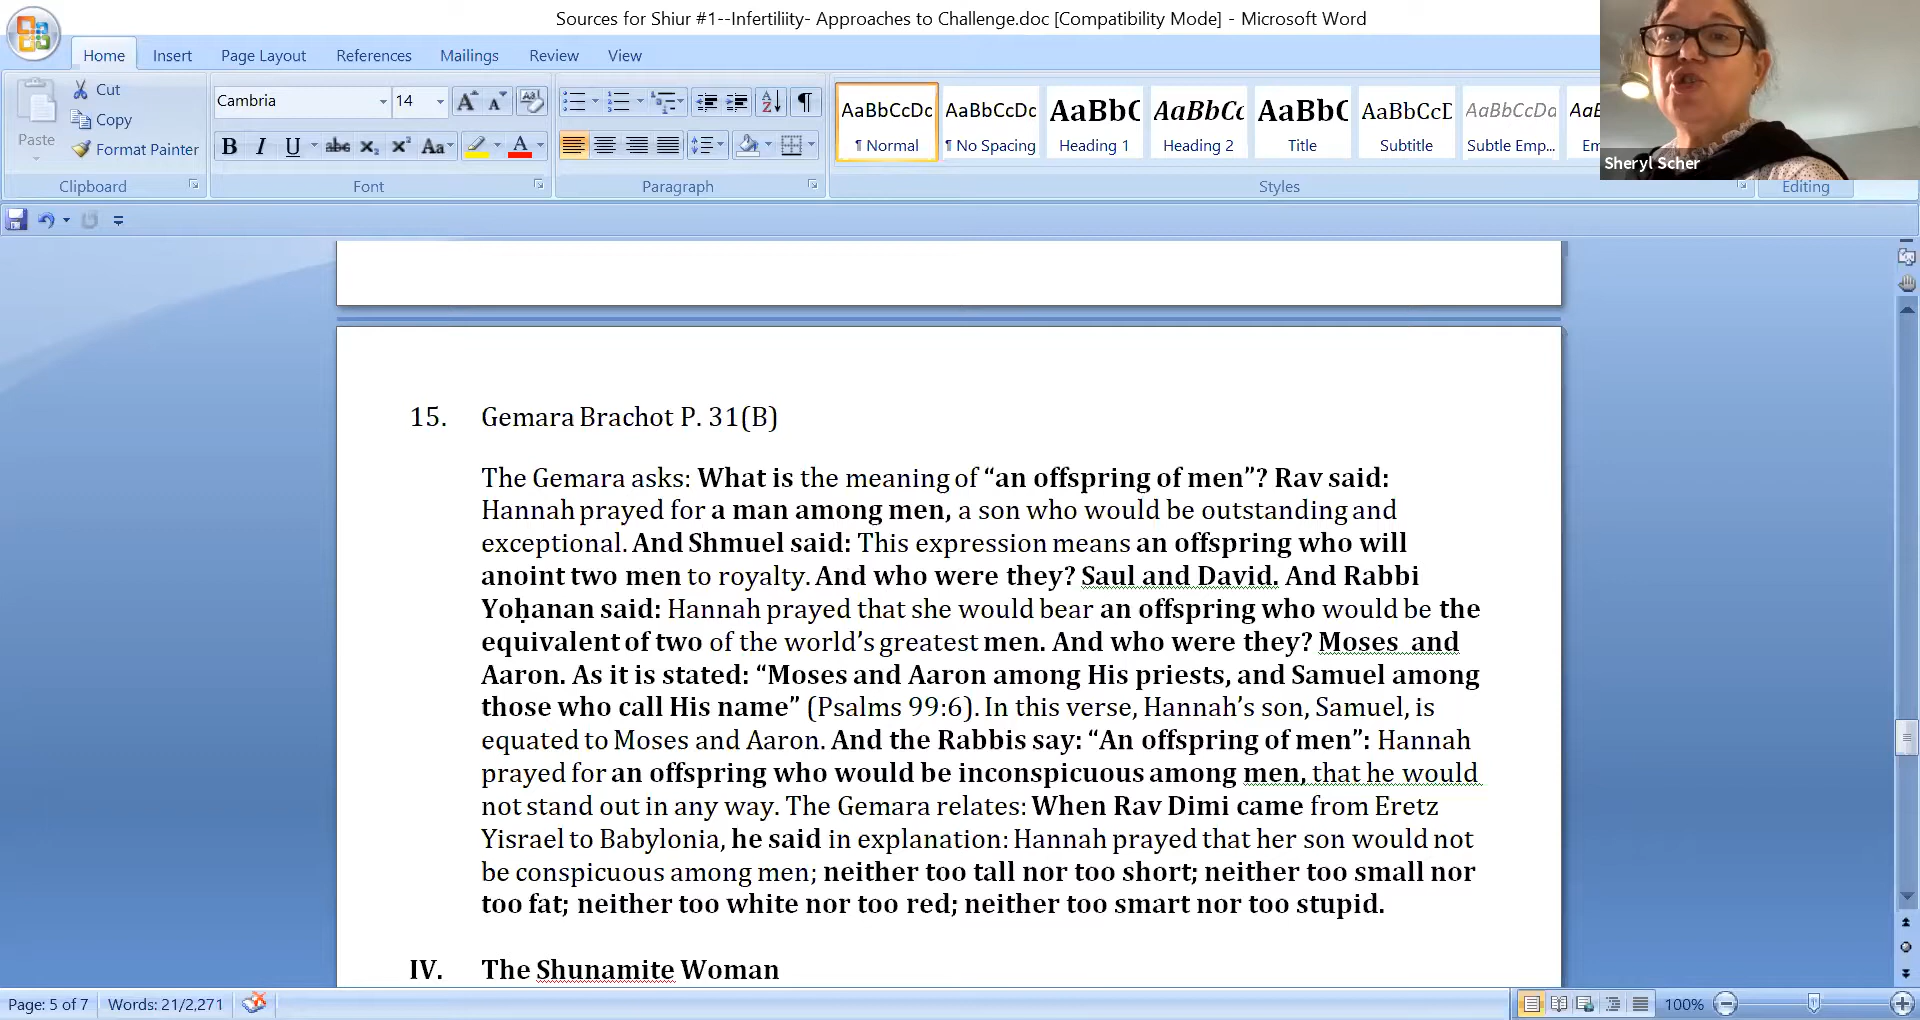 Sources for Shiur #1--Infertiliity- Approaches to Challenge.doc [Compatibility Mode] - Microsoft Word
Home Insert Page Layout References Mailings Review View
Paste
Cut
Copy
Format Painter
Clipboard
Cambria 14
Font
Paragraph
AaBbCcDc AaBbCcDc AaBbC AaBbCc AaBbC AaBbCcD AaBbCcDa
¶ Normal ¶ No Spacing Heading 1 Heading 2 Title Subtitle Subtle Emp...
Styles
Editing
Sheryl Scher
15. Gemara Brachot P. 31(B)
The Gemara asks: What is the meaning of “an offspring of men”? Rav said:
Hannah prayed for a man among men, a son who would be outstanding and
exceptional. And Shmuel said: This expression means an offspring who will
anoint two men to royalty. And who were they? Saul and David. And Rabbi
Yoḥanan said: Hannah prayed that she would bear an offspring who would be the
equivalent of two of the world’s greatest men. And who were they? Moses and
Aaron. As it is stated: “Moses and Aaron among His priests, and Samuel among
those who call His name” (Psalms 99:6). In this verse, Hannah’s son, Samuel, is
equated to Moses and Aaron. And the Rabbis say: “An offspring of men”: Hannah
prayed for an offspring who would be inconspicuous among men, that he would
not stand out in any way. The Gemara relates: When Rav Dimi came from Eretz
Yisrael to Babylonia, he said in explanation: Hannah prayed that her son would not
be conspicuous among men; neither too tall nor too short; neither too small nor
too fat; neither too white nor too red; neither too smart nor too stupid.
IV. The Shunamite Woman
Page: 5 of 7 Words: 21/2,271 100%